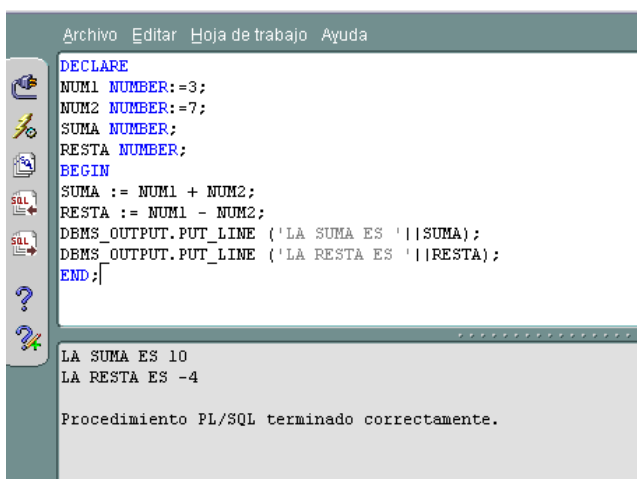 Archivo Editar Hoja de trabajo Ayuda
DECLARE
NUM1 NUMBER:=3;
NUM2 NUMBER:=7;
SUMA NUMBER;
RESTA NUMBER;
BEGIN
SUMA := NUM1 + NUM2;
RESTA := NUM1 - NUM2;
DBMS_OUTPUT.PUT_LINE ('LA SUMA ES '||SUMA);
DBMS_OUTPUT.PUT_LINE ('LA RESTA ES '||RESTA);
END;
SQL
SQL
LA SUMA ES 10
LA RESTA ES -4
Procedimiento PL/SQL terminado correctamente.